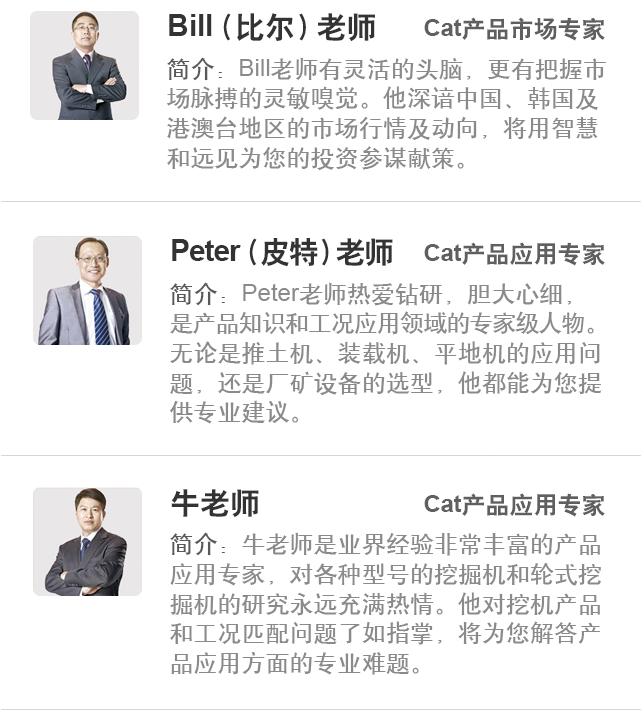 Bill（比尔）老师 Cat产品市场专家
简介：Bill老师有灵活的头脑，更有把握市
场脉搏的灵敏嗅觉。他深谙中国、韩国及
港澳台地区的市场行情及动向，将用智慧
和远见为您的投资参谋献策。
Peter（皮特）老师 Cat产品应用专家
简介：Peter老师热爱钻研，胆大心细，
是产品知识和工况应用领域的专家级人物。
无论是推土机、装载机、平地机的应用问
题，还是厂矿设备的选型，他都能为您提
供专业建议。
牛老师 Cat产品应用专家
简介：牛老师是业界经验非常丰富的产品
应用专家，对各种型号的挖掘机和轮式挖
掘机的研究永远充满热情。他对挖机产品
和工况匹配问题了如指掌，将为您解答产
品应用方面的专业难题。